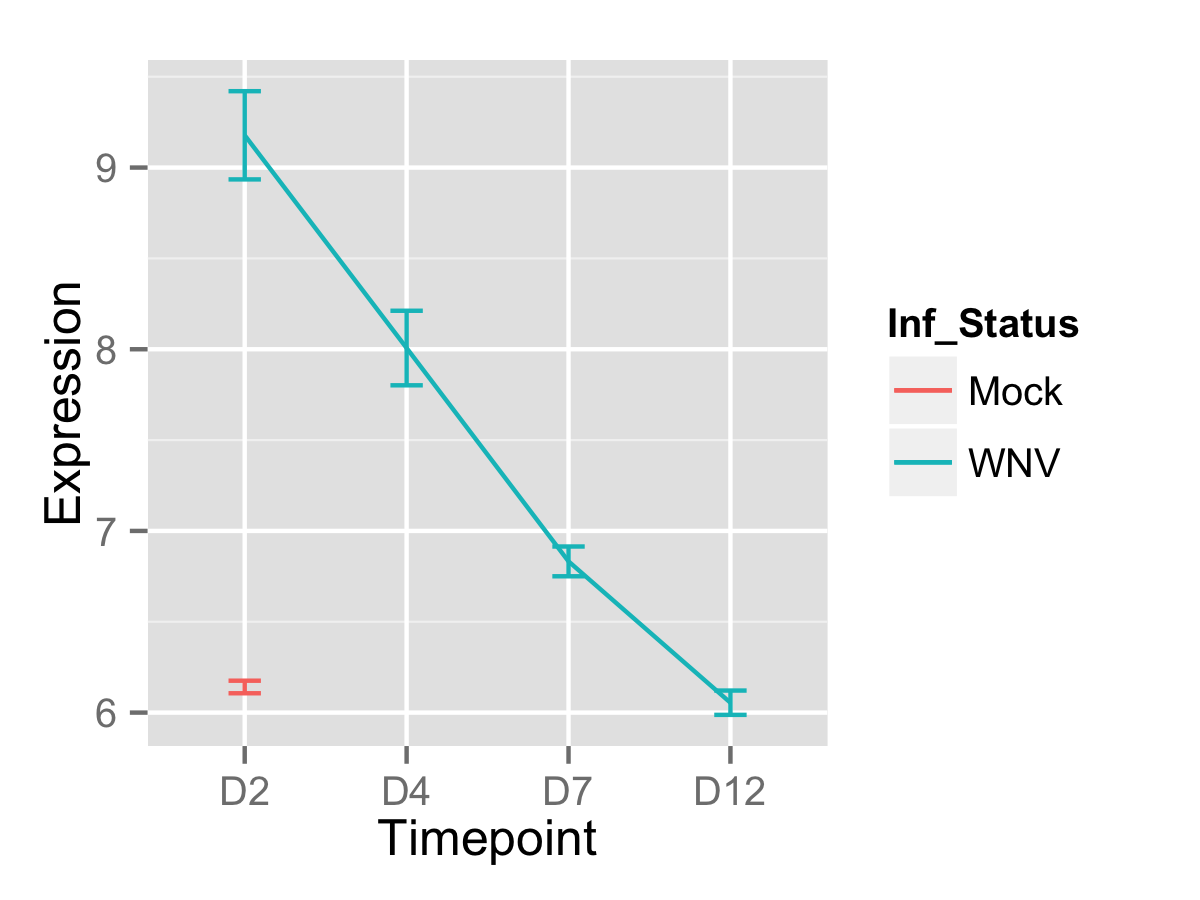 Expression
9
8
7
6
D2 D4 D7 D12
Timepoint
Inf_Status
Mock
WNV